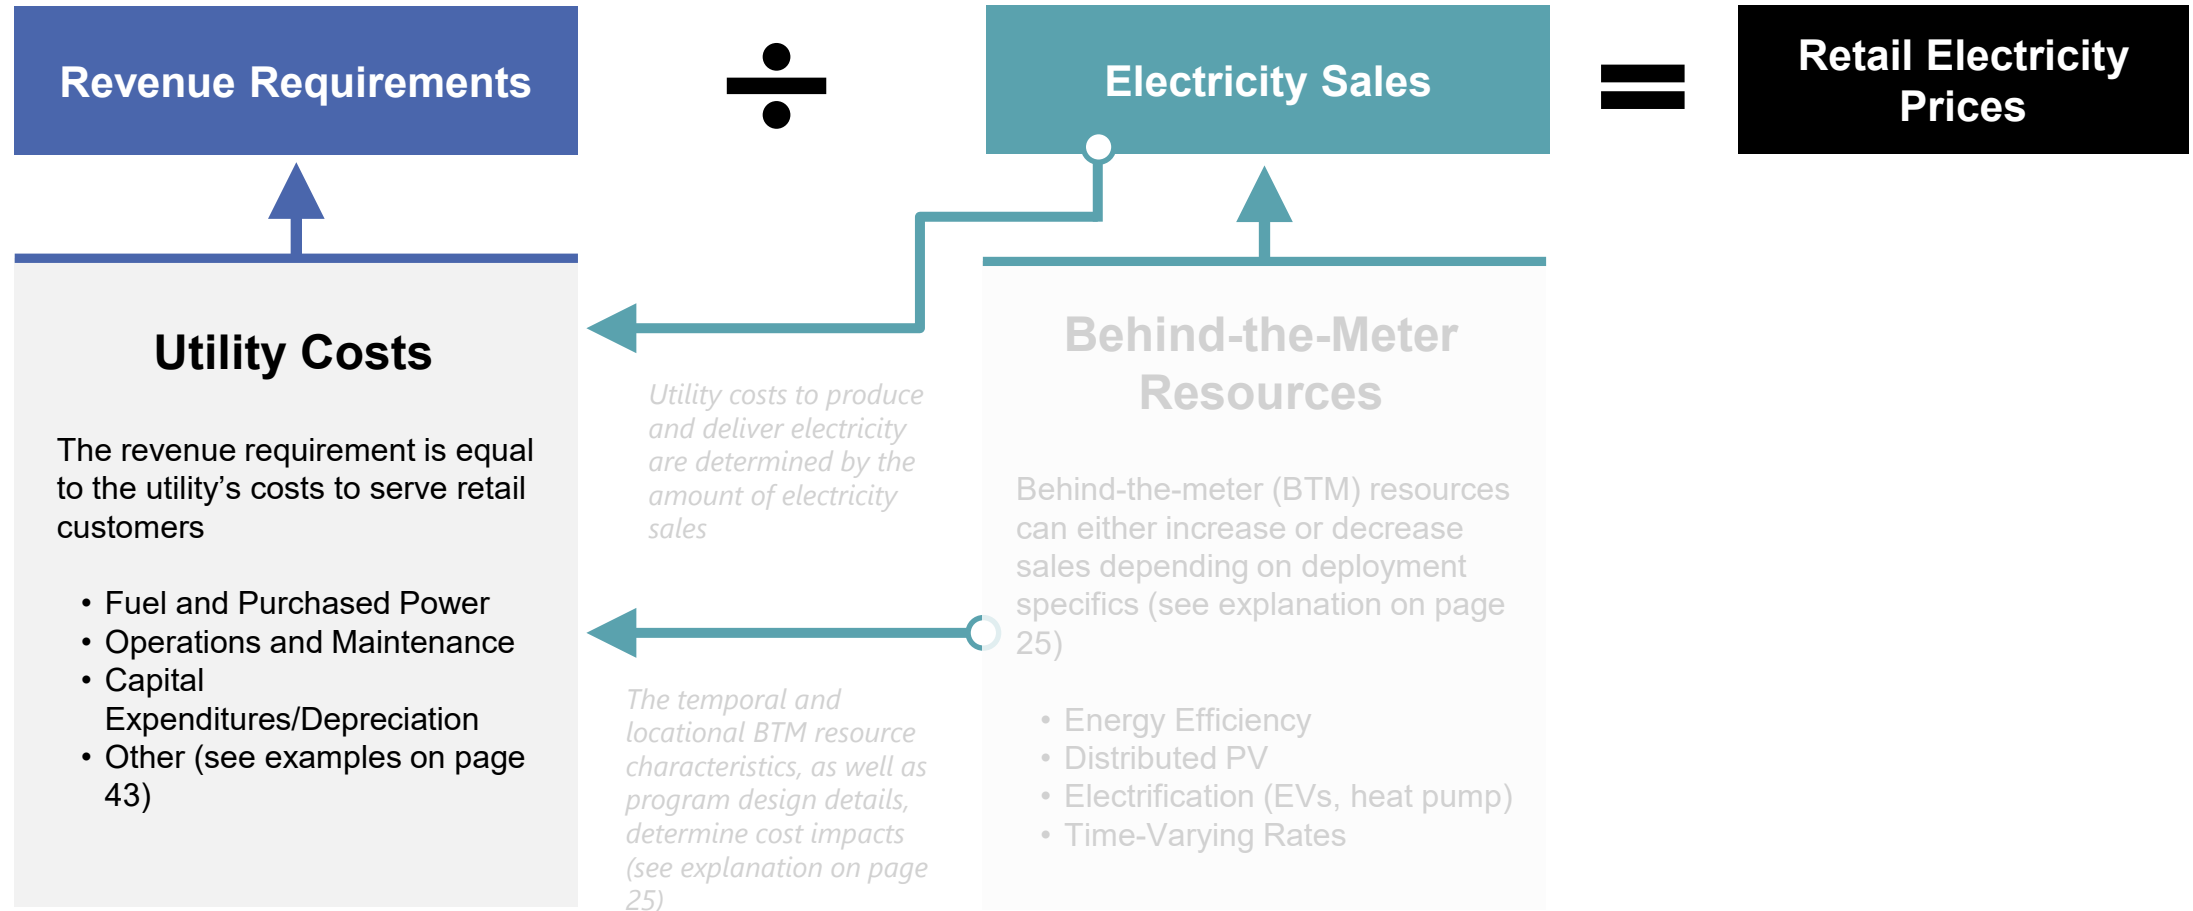 Revenue Requirements
÷
Electricity Sales
=
Retail Electricity
Prices
Utility Costs
The revenue requirement is equal
to the utility’s costs to serve retail
customers
• Fuel and Purchased Power
• Operations and Maintenance
• Capital
Expenditures/Depreciation
• Other (see examples on page
43)
Utility costs to produce
and deliver electricity
are determined by the
amount of electricity
sales
The temporal and
locational BTM resource
characteristics, as well as
program design details,
determine cost impacts
(see explanation on page
25)
Behind-the-Meter
Resources
Behind-the-meter (BTM) resources
can either increase or decrease
sales depending on deployment
specifics (see explanation on page
25)
• Energy Efficiency
• Distributed PV
• Electrification (EVs, heat pump)
• Time-Varying Rates